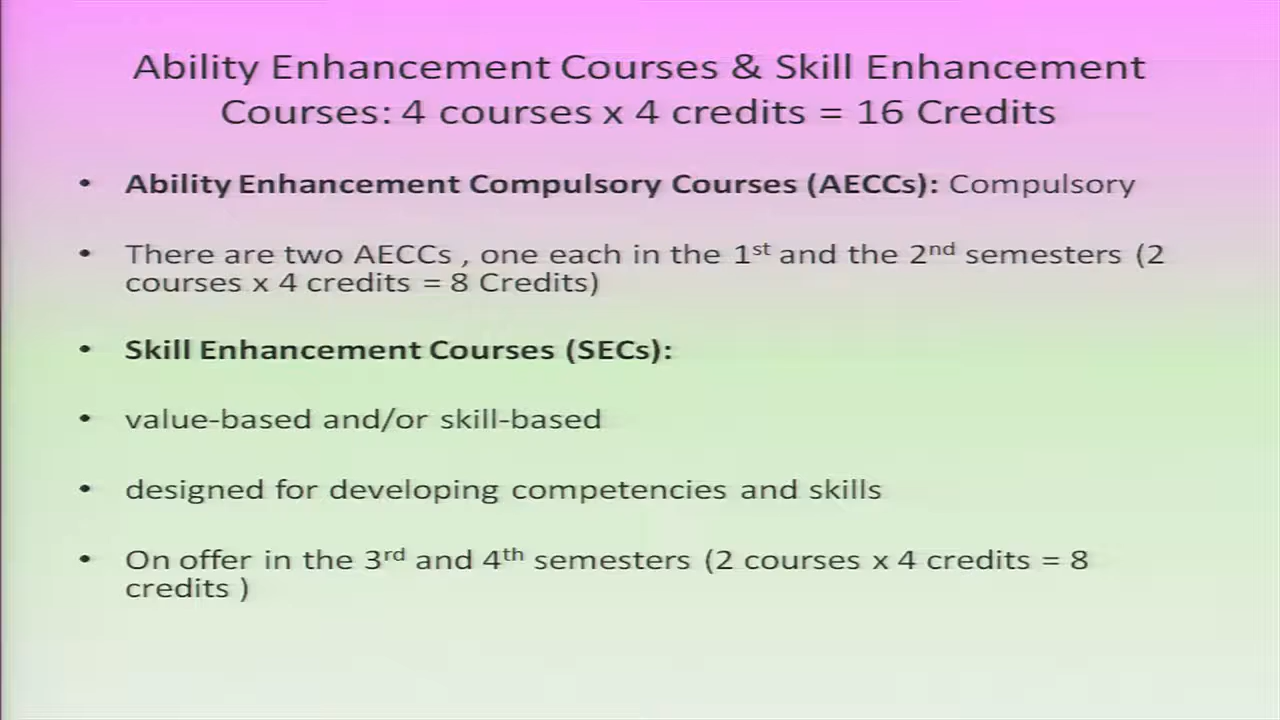 Ability Enhancement Courses & Skill Enhancement
Courses: 4 courses x 4 credits = 16 Credits
• Ability Enhancement Compulsory Courses (AECCs): Compulsory
• There are two AECCs , one each in the 1st and the 2nd semesters (2
courses x 4 credits = 8 Credits)
• Skill Enhancement Courses (SECs):
• value-based and/or skill-based
• designed for developing competencies and skills
• On offer in the 3rd and 4th semesters (2 courses x 4 credits = 8
credits )